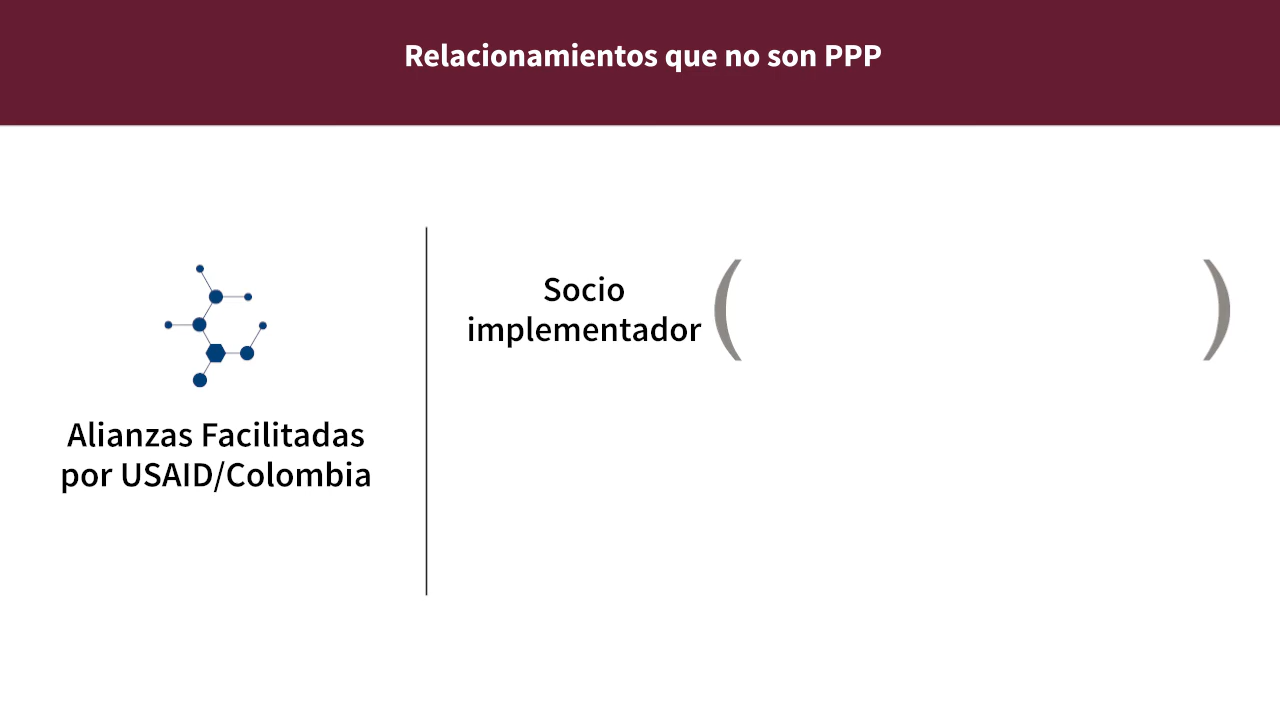 Relacionamientos que no son PPP
Alianzas Facilitadas
por USAID/Colombia
Socio
implementador
(
)